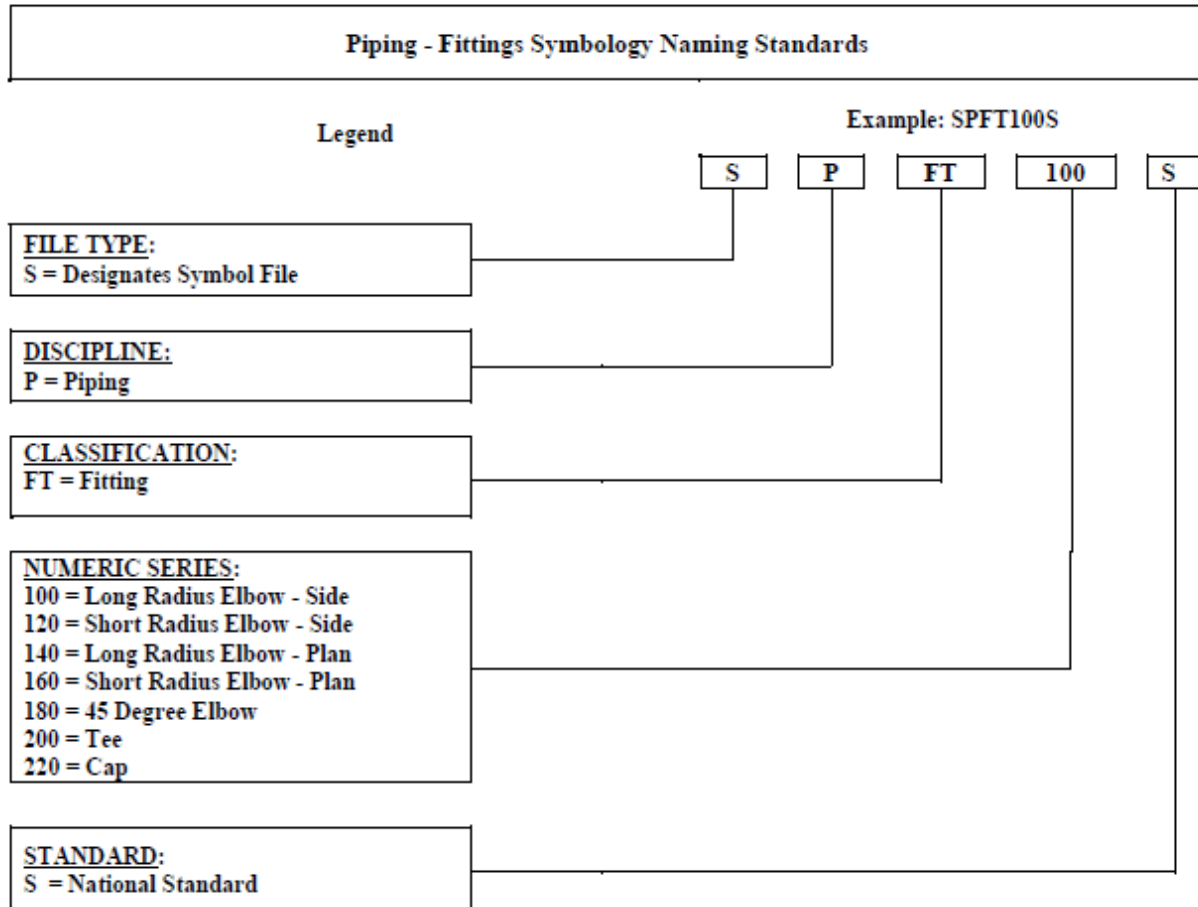 Piping - Fittings Symbology Naming Standards
Legend
Example: SPFT100S
S P FT 100 S
FILE TYPE:
S = Designates Symbol File
DISCIPLINE:
P = Piping
CLASSIFICATION:
FT = Fitting
NUMERIC SERIES:
100 = Long Radius Elbow - Side
120 = Short Radius Elbow - Side
140 = Long Radius Elbow - Plan
160 = Short Radius Elbow - Plan
180 = 45 Degree Elbow
200 = Tee
220 = Cap
STANDARD:
S = National Standard